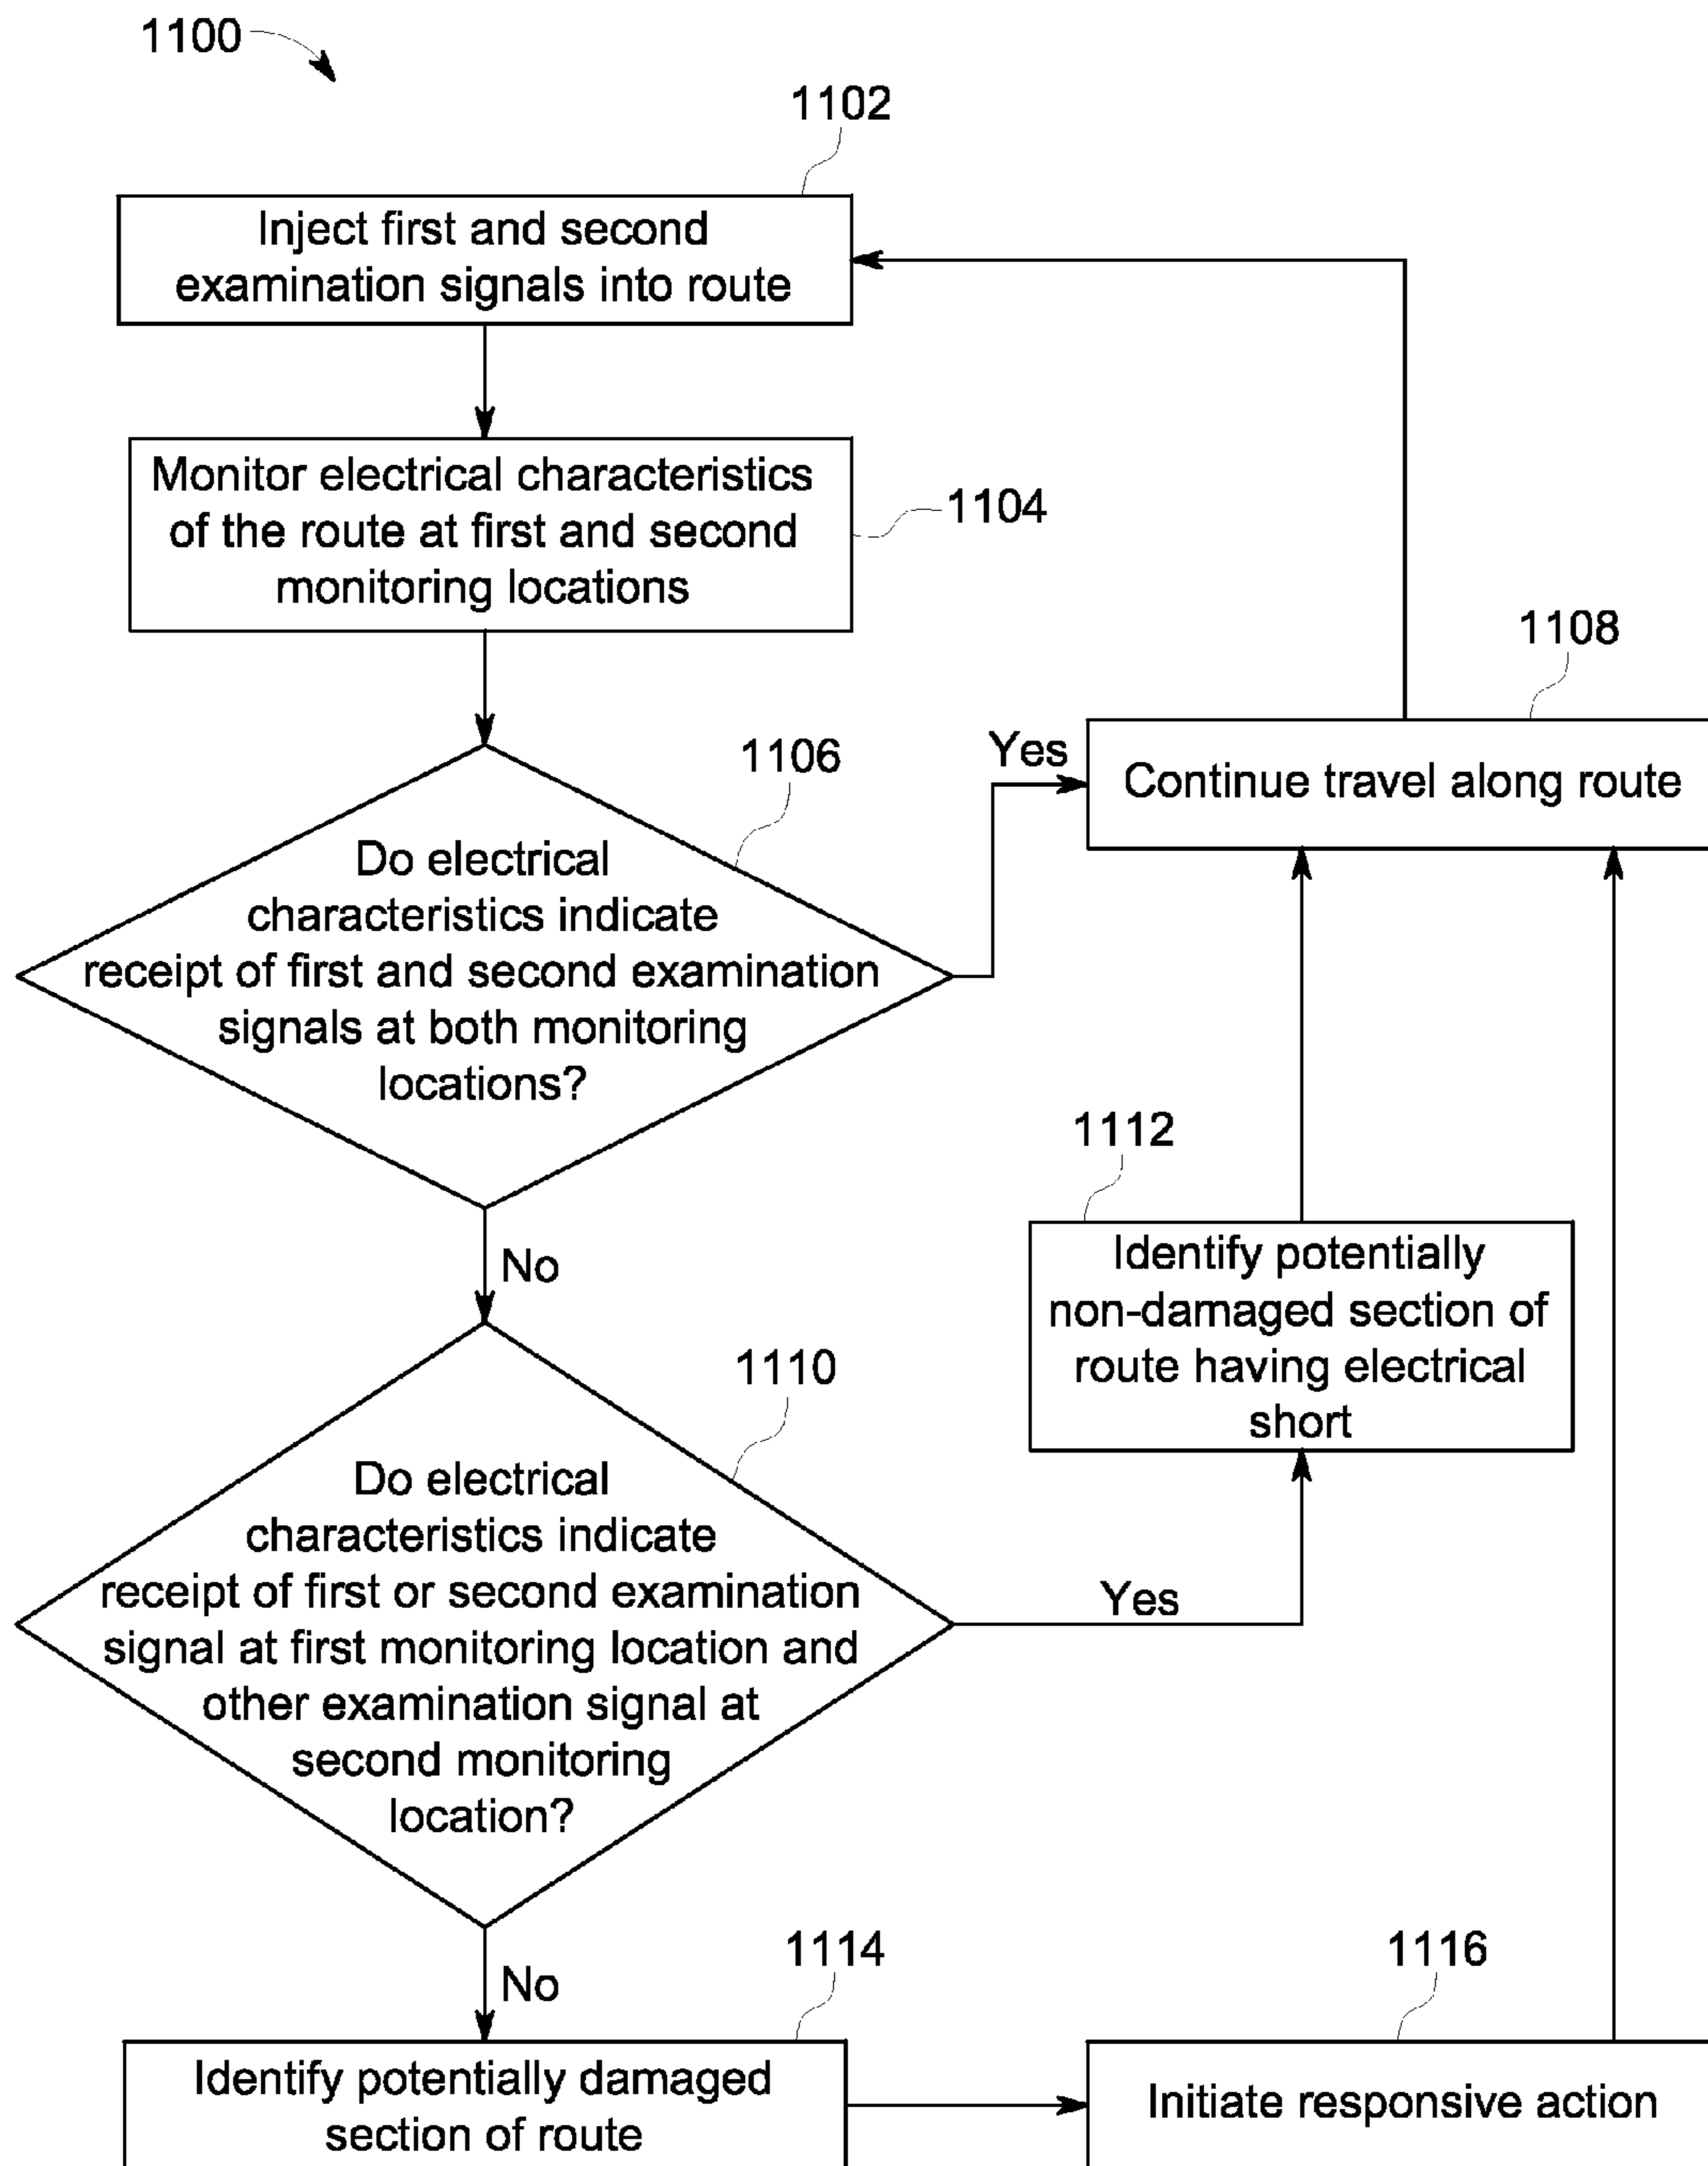 1100
1102
Inject first and second
examination signals into route
Monitor electrical characteristics
of the route at first and second
monitoring locations
1104
1108
Continue travel along route
1106
Yes
Do electrical
characteristics indicate
receipt of first and second examination
signals at both monitoring
locations?
No
1112
Identify potentially
non-damaged section of
route having electrical
short
1110
Do electrical
characteristics indicate
receipt of first or second examination
signal at first monitoring location and
other examination signal at
second monitoring
location?
Yes
No
1114
Identify potentially damaged
section of route
1116
Initiate responsive action